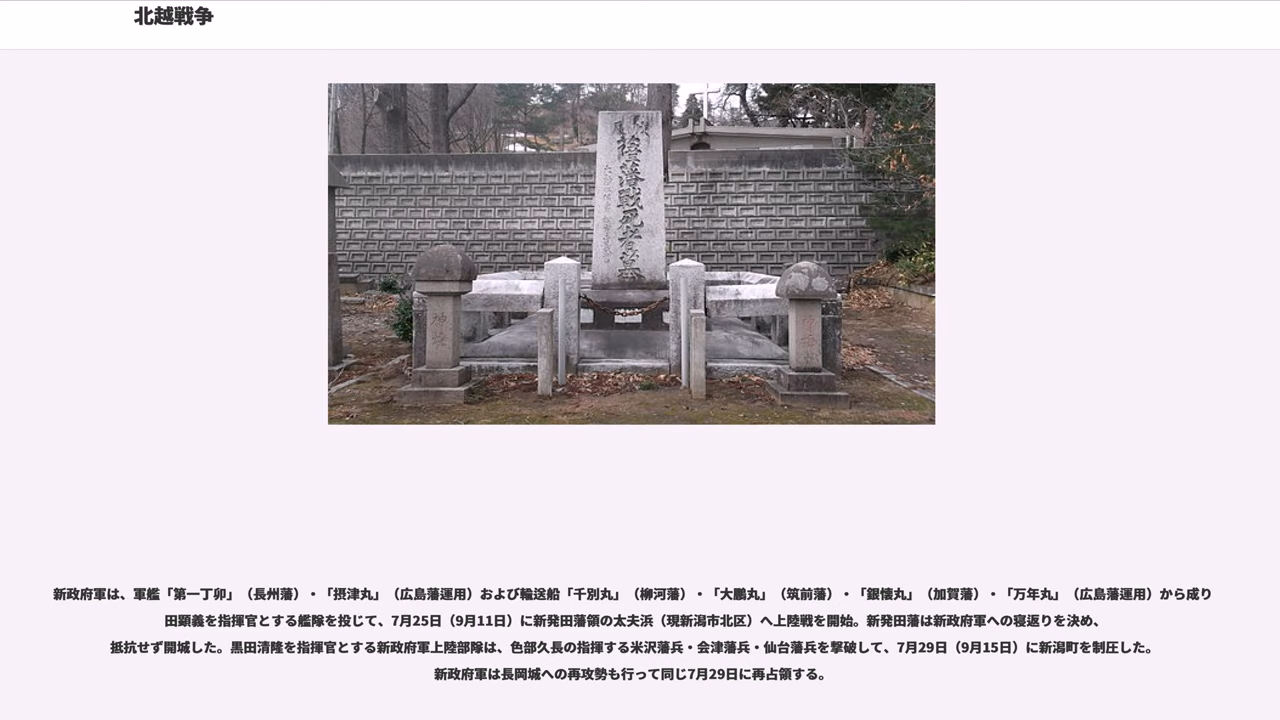 北越戦争
藩戦死者墓
新政府軍は、軍艦「第一丁卯」（長州藩）・「摂津丸」（広島藩運用）および輸送船「千別丸」（柳河藩）・「大鵬丸」（筑前藩）・「銀懐丸」（加賀藩）・「万年丸」（広島藩運用）から成り
田顕義を指揮官とする艦隊を投じて、7月25日（9月11日）に新発田藩領の太夫浜（現新潟市北区）へ上陸戦を開始。新発田藩は新政府軍への寝返りを決め、
抵抗せず開城した。黒田清隆を指揮官とする新政府軍上陸部隊は、色部久長の指揮する米沢藩兵・会津藩兵・仙台藩兵を撃破して、7月29日（9月15日）に新潟町を制圧した。
新政府軍は長岡城への再攻勢も行って同じ7月29日に再占領する。